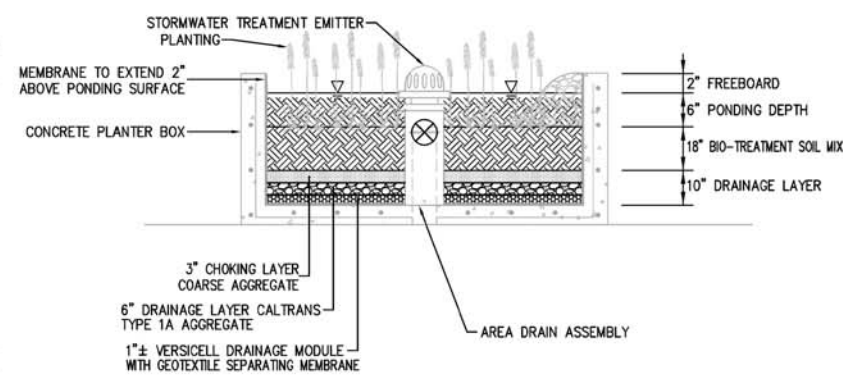 STORMWATER TREATMENT EMITTER
PLANTING
MEMBRANE TO EXTEND 2"
ABOVE PONDING SURFACE
CONCRETE PLANTER BOX
2" FREEBOARD
6" PONDING DEPTH
18" BIO-TREATMENT SOIL MIX
10" DRAINAGE LAYER
3" CHOKING LAYER
COARSE AGGREGATE
6" DRAINAGE LAYER CALTRANS
TYPE 1A AGGREGATE
1"± VERSICELL DRAINAGE MODULE
WITH GEOTEXTILE SEPARATING MEMBRANE
AREA DRAIN ASSEMBLY